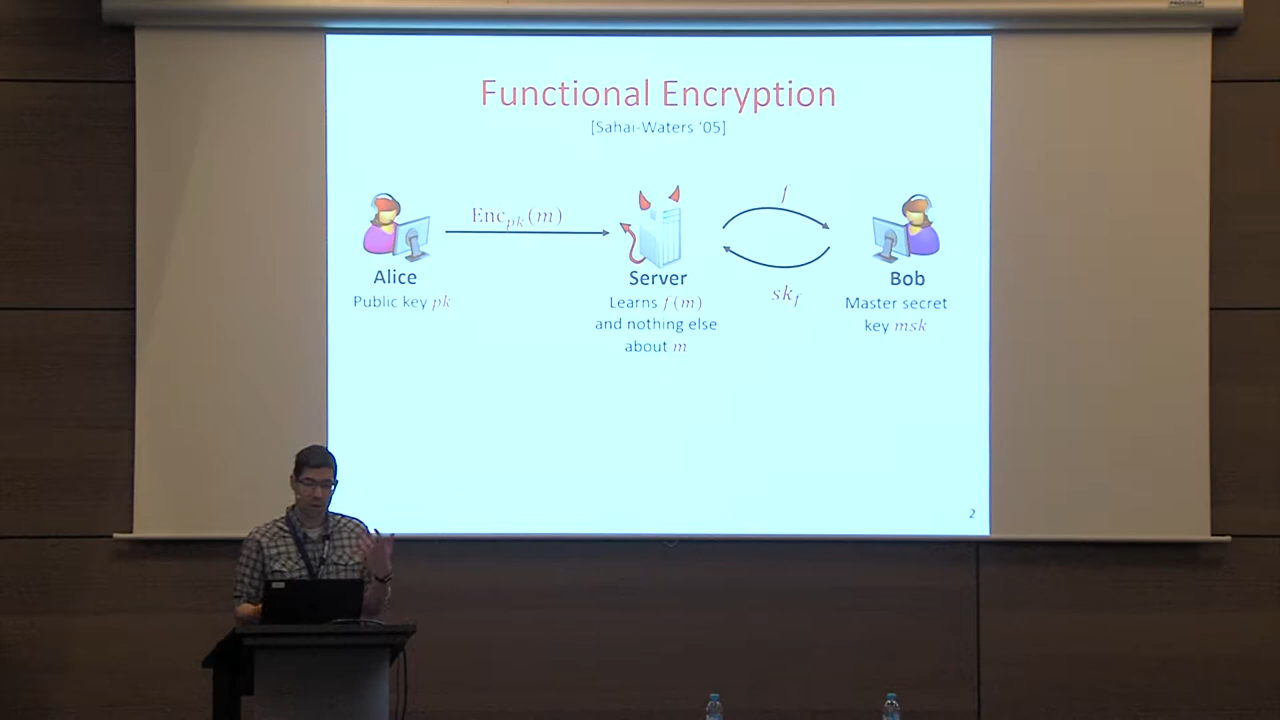 PROCOLOR
Functional Encryption
[Sahai-Waters ‘05]
Enc_pk(m)
f
sk_f
Alice
Public key pk
Server
Learns f(m)
and nothing else
about m
Bob
Master secret
key msk
2